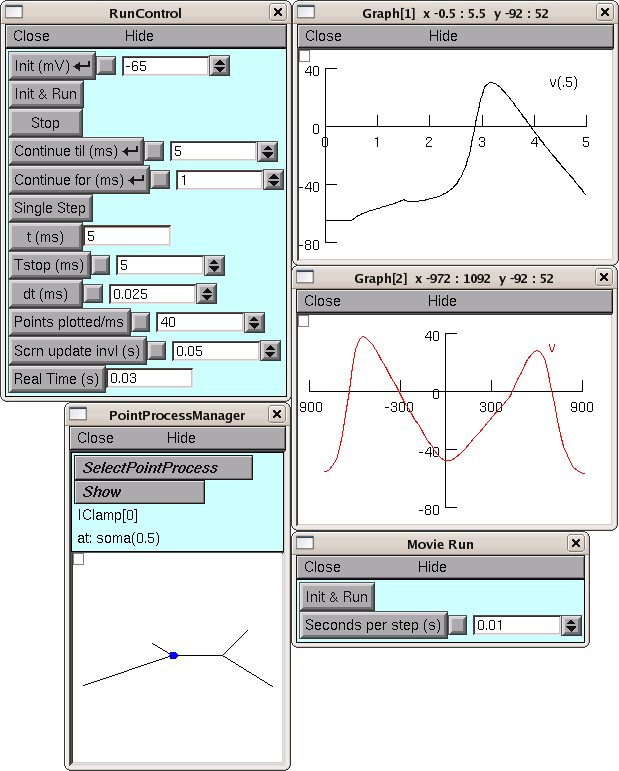 RunControl
Close Hide
Init (mV) -65
Init & Run
Stop
Continue til (ms) 5
Continue for (ms) 1
Single Step
t (ms) 5
Tstop (ms) 5
dt (ms) 0.025
Points plotted/ms 40
Scrn update invl (s) 0.05
Real Time (s) 0.03
Graph[1] x -0.5 : 5.5 y -92 : 52
Close Hide
40
v(.5)
0
0 1 2 3 4 5
-40
-80
Graph[2] x -972 : 1092 y -92 : 52
Close Hide
40
v
0
900 -300 300 900
-40
-80
PointProcessManager
Close Hide
SelectPointProcess
Show
IClamp[0]
at: soma(0.5)
Movie Run
Close Hide
Init & Run
Seconds per step (s) 0.01